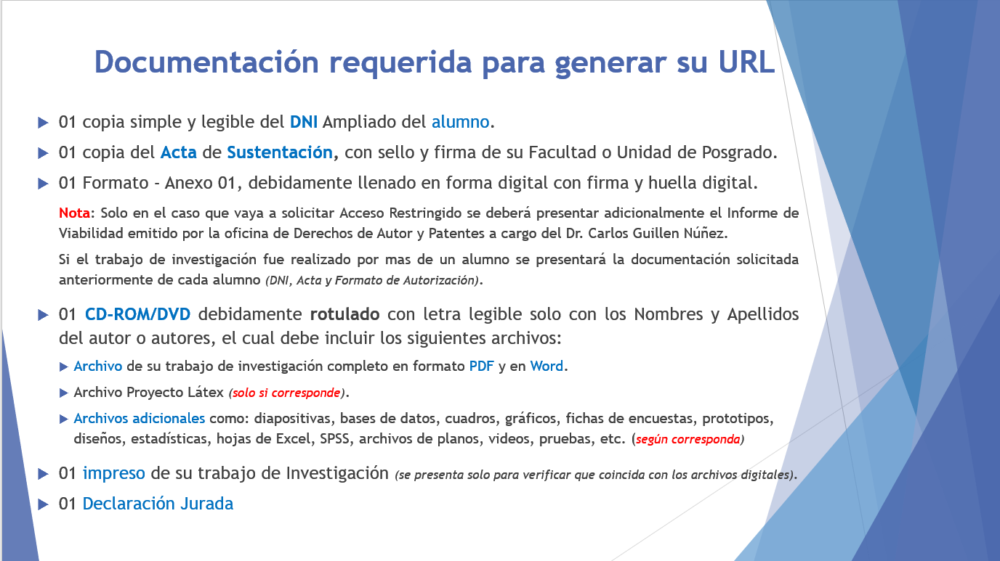 Documentación requerida para generar su URL
01 copia simple y legible del DNI Ampliado del alumno.
01 copia del Acta de Sustentación, con sello y firma de su Facultad o Unidad de Posgrado.
01 Formato - Anexo 01, debidamente llenado en forma digital con firma y huella digital.
Nota: Solo en el caso que vaya a solicitar Acceso Restringido se deberá presentar adicionalmente el Informe de
Viabilidad emitido por la oficina de Derechos de Autor y Patentes a cargo del Dr. Carlos Guillen Núñez.
Si el trabajo de investigación fue realizado por mas de un alumno se presentará la documentación solicitada
anteriormente de cada alumno (DNI, Acta y Formato de Autorización).
01 CD-ROM/DVD debidamente rotulado con letra legible solo con los Nombres y Apellidos
del autor o autores, el cual debe incluir los siguientes archivos:
Archivo de su trabajo de investigación completo en formato PDF y en Word.
Archivo Proyecto Látex (solo si corresponde).
Archivos adicionales como: diapositivas, bases de datos, cuadros, gráficos, fichas de encuestas, prototipos,
diseños, estadísticas, hojas de Excel, SPSS, archivos de planos, videos, pruebas, etc. (según corresponda)
01 impreso de su trabajo de Investigación (se presenta solo para verificar que coincida con los archivos digitales).
01 Declaración Jurada